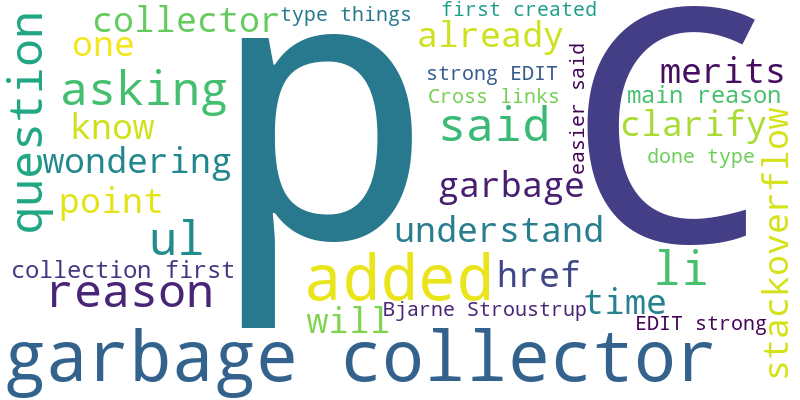 p
C
garbage collector
added
question
stackoverflow
collector
type things
first created
one
already
asking
strong EDIT
Cross links
easier said
merits
main reason
know
said
clarify
wondering
done type
point
garbage
ul
understand
collection first
href
li
reason
will
Bjarne Stroustrup
time
EDIT strong